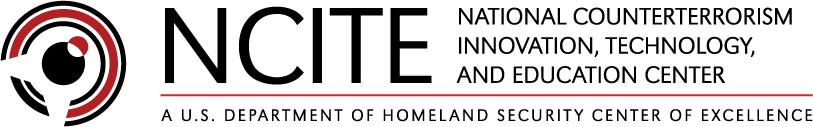 NCITE
NATIONAL COUNTERTERRORISM
INNOVATION, TECHNOLOGY,
AND EDUCATION CENTER
A U.S. DEPARTMENT OF HOMELAND SECURITY CENTER OF EXCELLENCE